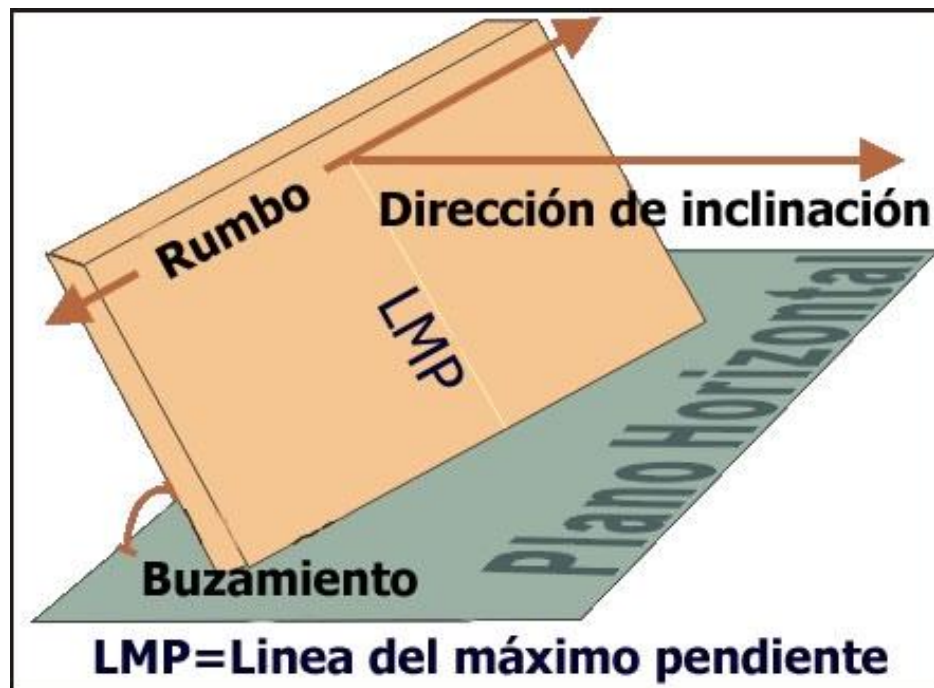 Rumbo
Dirección de inclinación
LMP
Plano Horizontal
Buzamiento
LMP=Linea del máximo pendiente